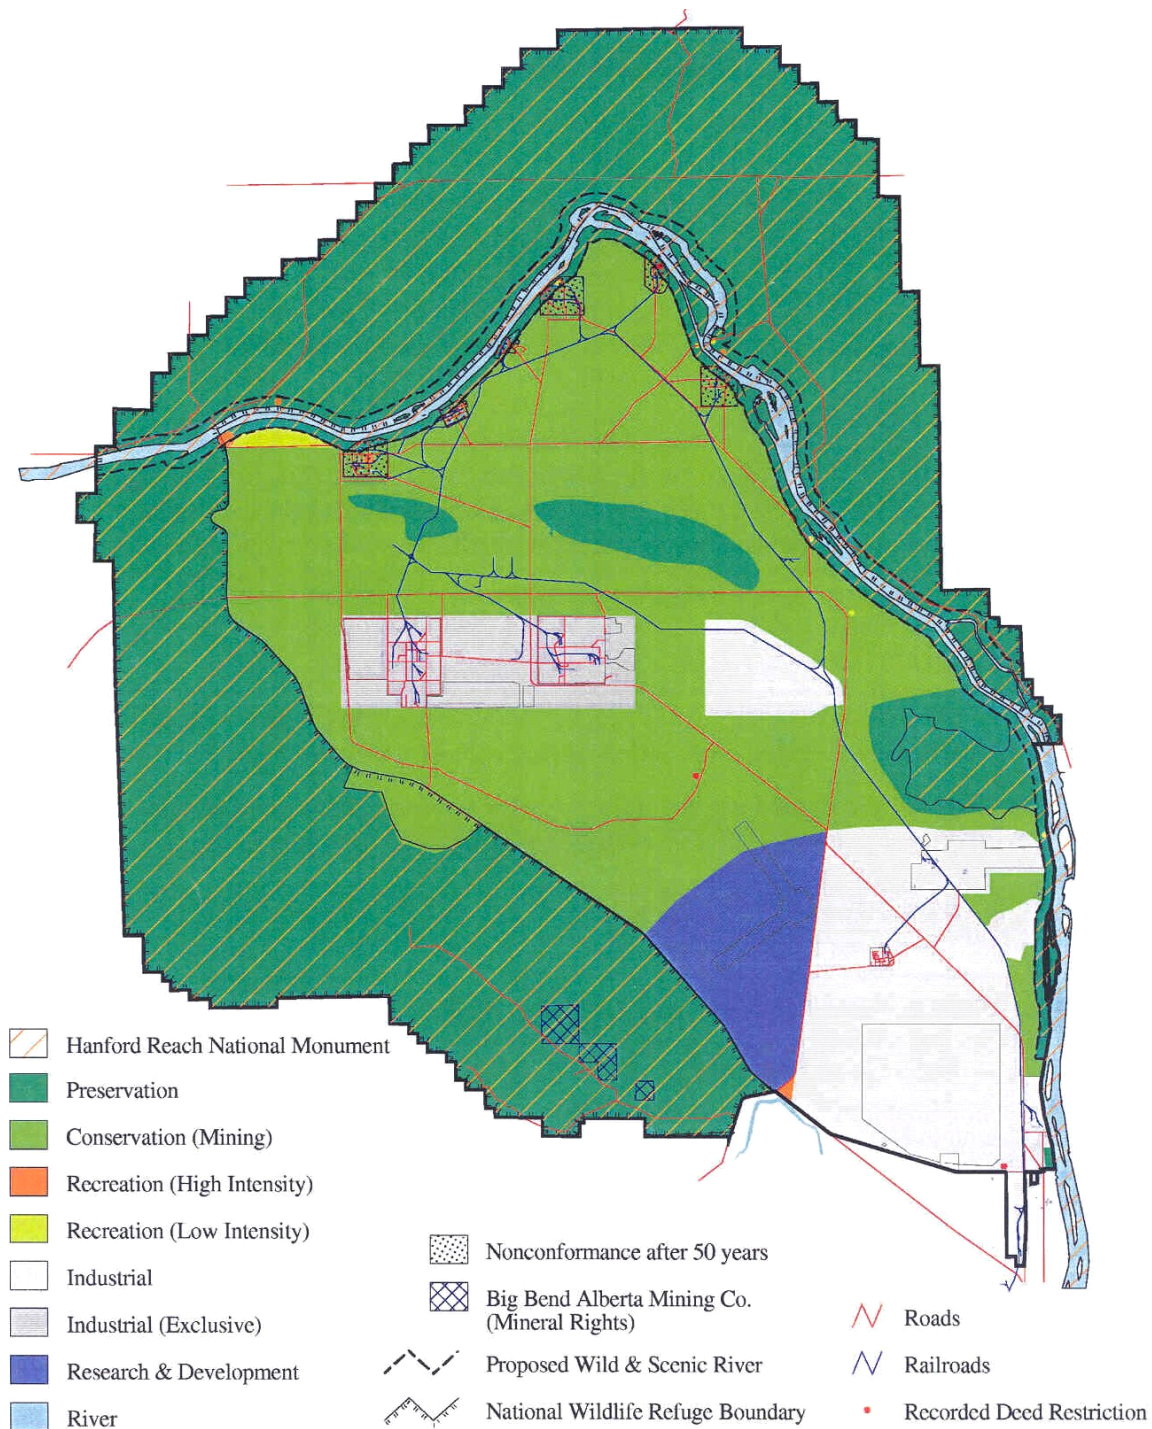 Hanford Reach National Monument
Preservation
Conservation (Mining)
Recreation (High Intensity)
Recreation (Low Intensity)
Industrial
Industrial (Exclusive)
Research & Development
River
Nonconformance after 50 years
Big Bend Alberta Mining Co.
(Mineral Rights)
Proposed Wild & Scenic River
National Wildlife Refuge Boundary
Roads
Railroads
Recorded Deed Restriction